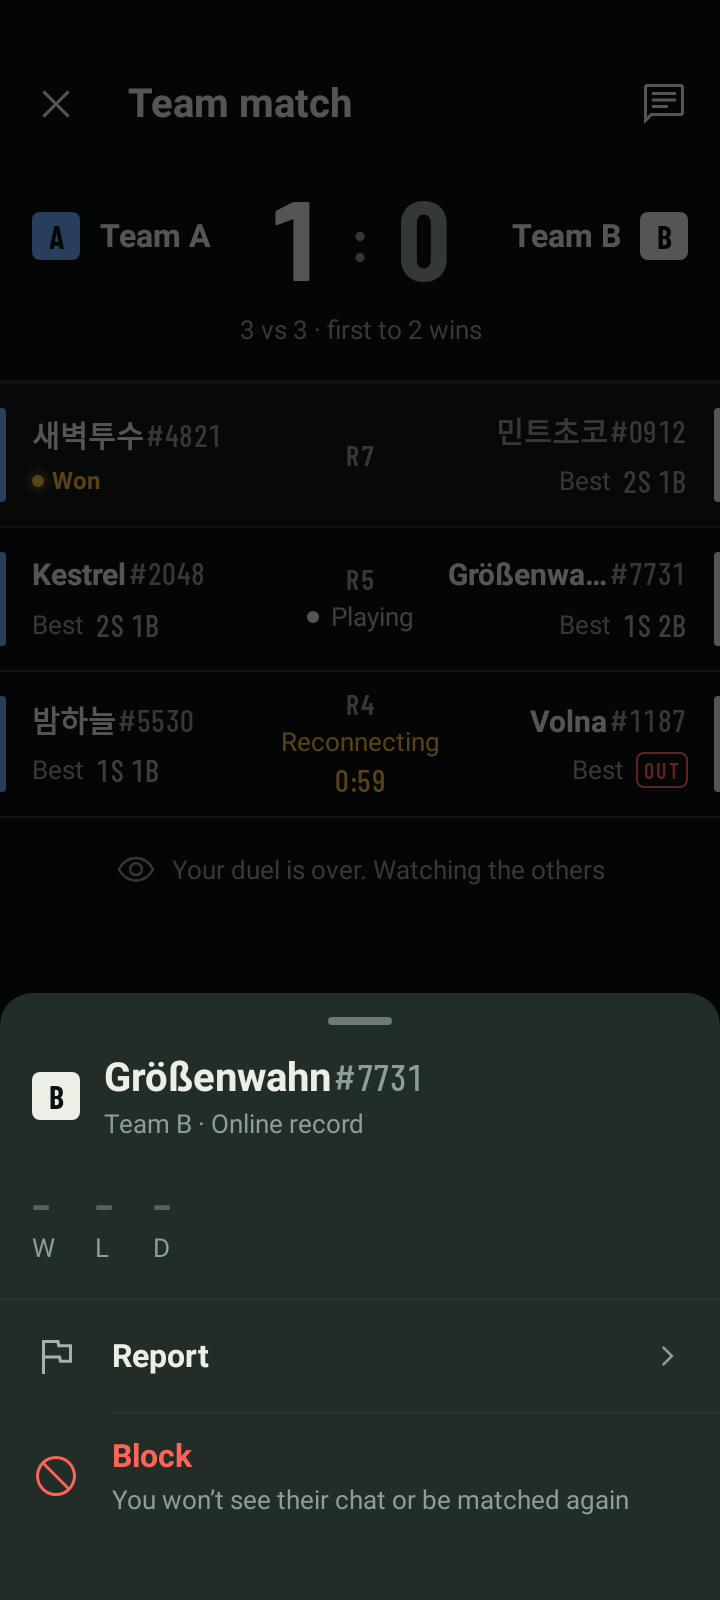 Team match
A Team A 1 : 0 Team B B
3 vs 3 · first to 2 wins
새벽투수#4821 R7 민트초코#0912
Won Best 2S 1B
Kestrel#2048 R5 Größenwa...#7731
Best 2S 1B Playing Best 1S 2B
밤하늘#5530 R4 Volna#1187
Best 1S 1B Reconnecting Best OUT
0:59
Your duel is over. Watching the others
B Größenwahn#7731
Team B · Online record
– – –
W L D
Report
Block
You won’t see their chat or be matched again